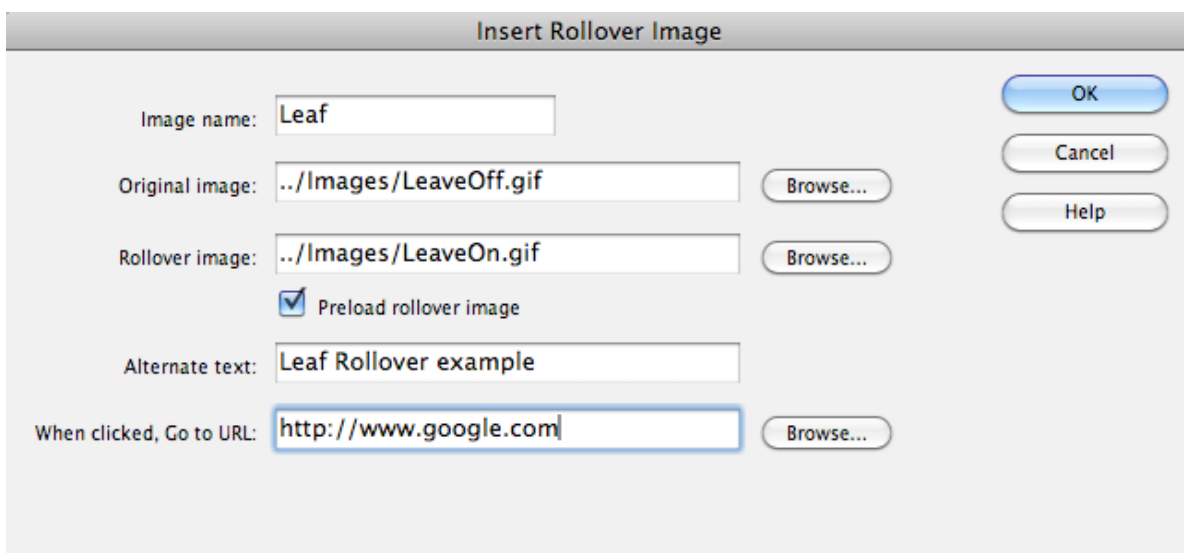 Insert Rollover Image
Image name: Leaf
OK
Cancel
Original image: ../Images/LeaveOff.gif Browse...
Help
Rollover image: ../Images/LeaveOn.gif Browse...
Preload rollover image
Alternate text: Leaf Rollover example
When clicked, Go to URL: http://www.google.com Browse...